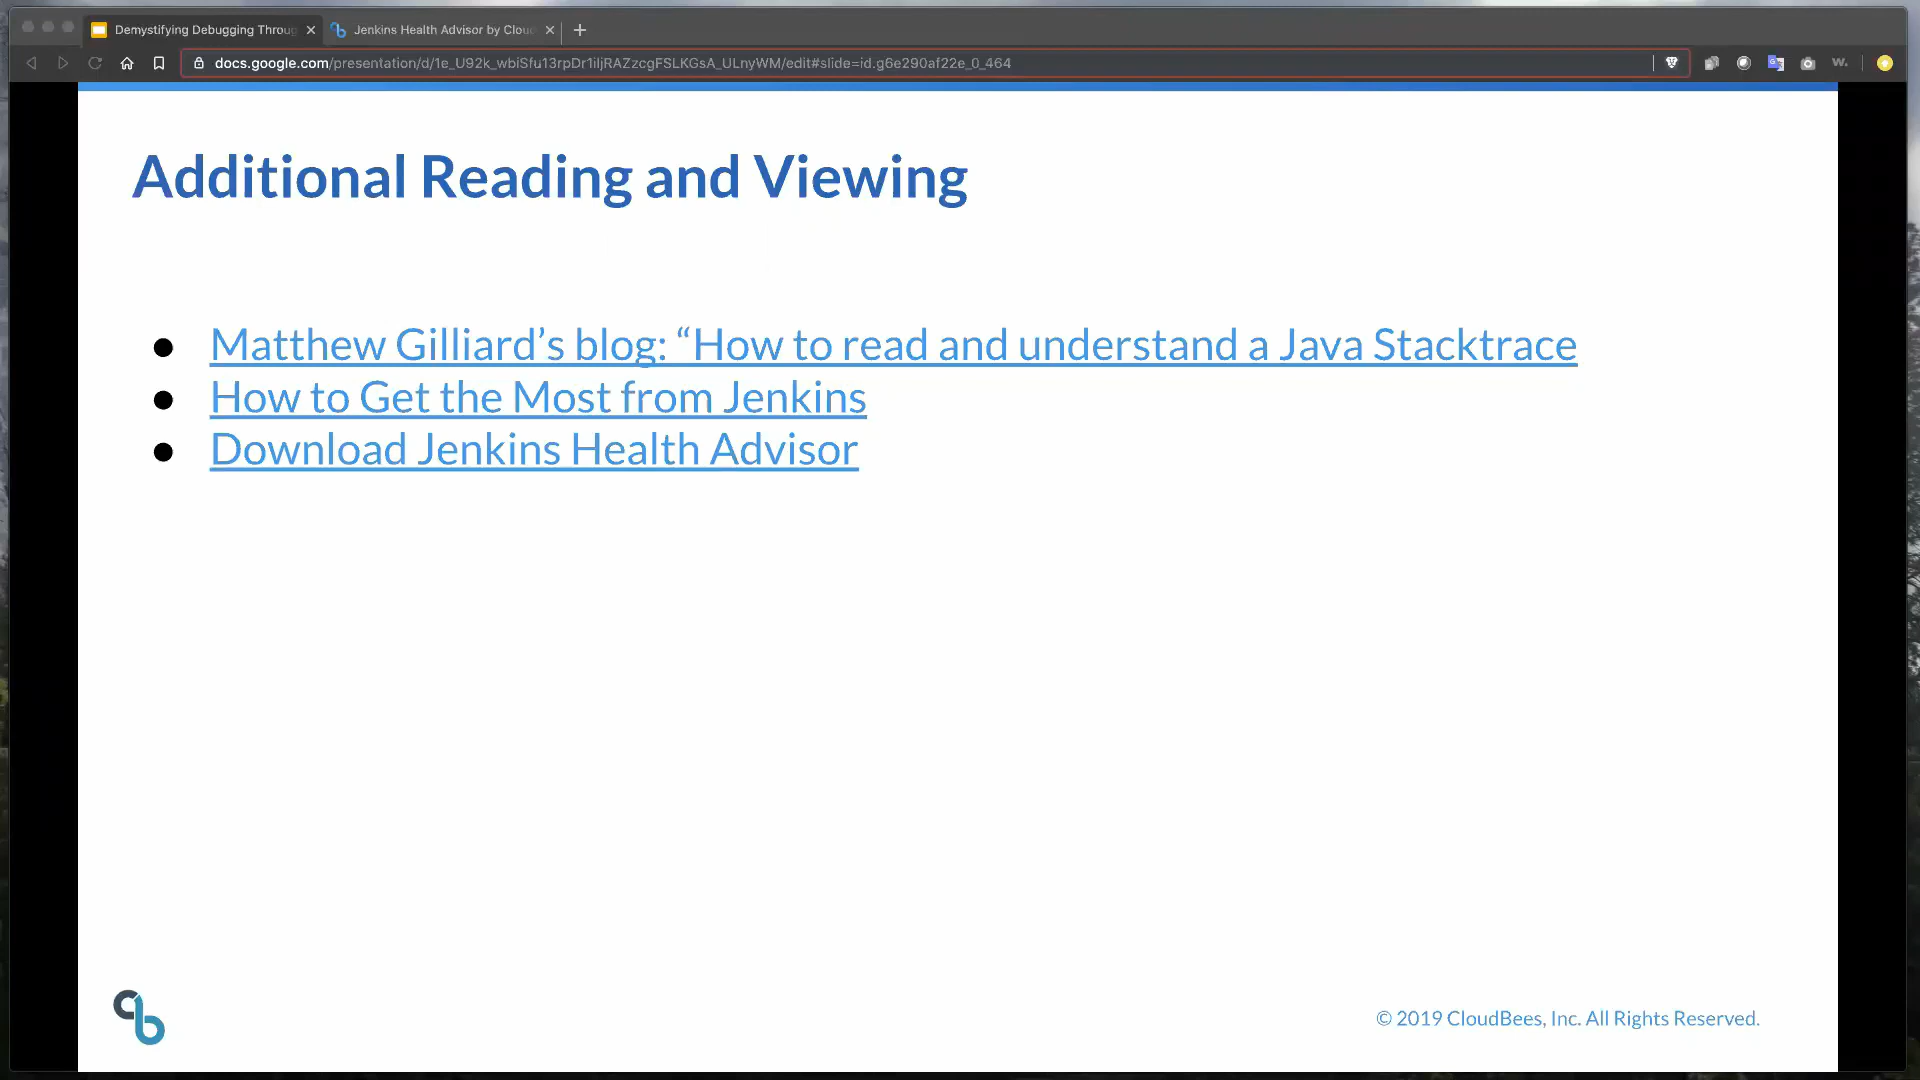 Demystifying Debugging Throu
Jenkins Health Advisor by Clou
docs.google.com/presentation/d/1e_U92k_wbiSfu13rpDr1iljRAZzcgFSLKGsA_ULnyWM/edit#slide=id.g6e290af22e_0_464
Additional Reading and Viewing
● Matthew Gilliard’s blog: “How to read and understand a Java Stacktrace
● How to Get the Most from Jenkins
● Download Jenkins Health Advisor
© 2019 CloudBees, Inc. All Rights Reserved.